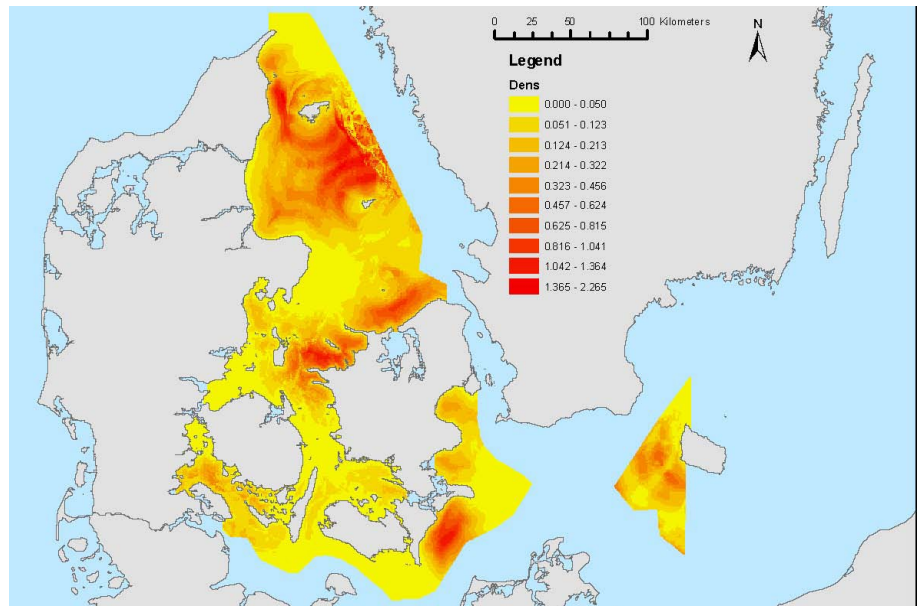 0 25 50 100 Kilometers
N
Legend
Dens
0.000 - 0.050
0.051 - 0.123
0.124 - 0.213
0.214 - 0.322
0.323 - 0.456
0.457 - 0.624
0.625 - 0.815
0.816 - 1.041
1.042 - 1.364
1.365 - 2.265